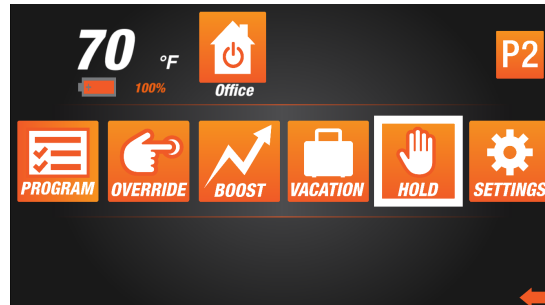 70 °F
100%
Office
P2
PROGRAM
OVERRIDE
BOOST
VACATION
HOLD
SETTINGS